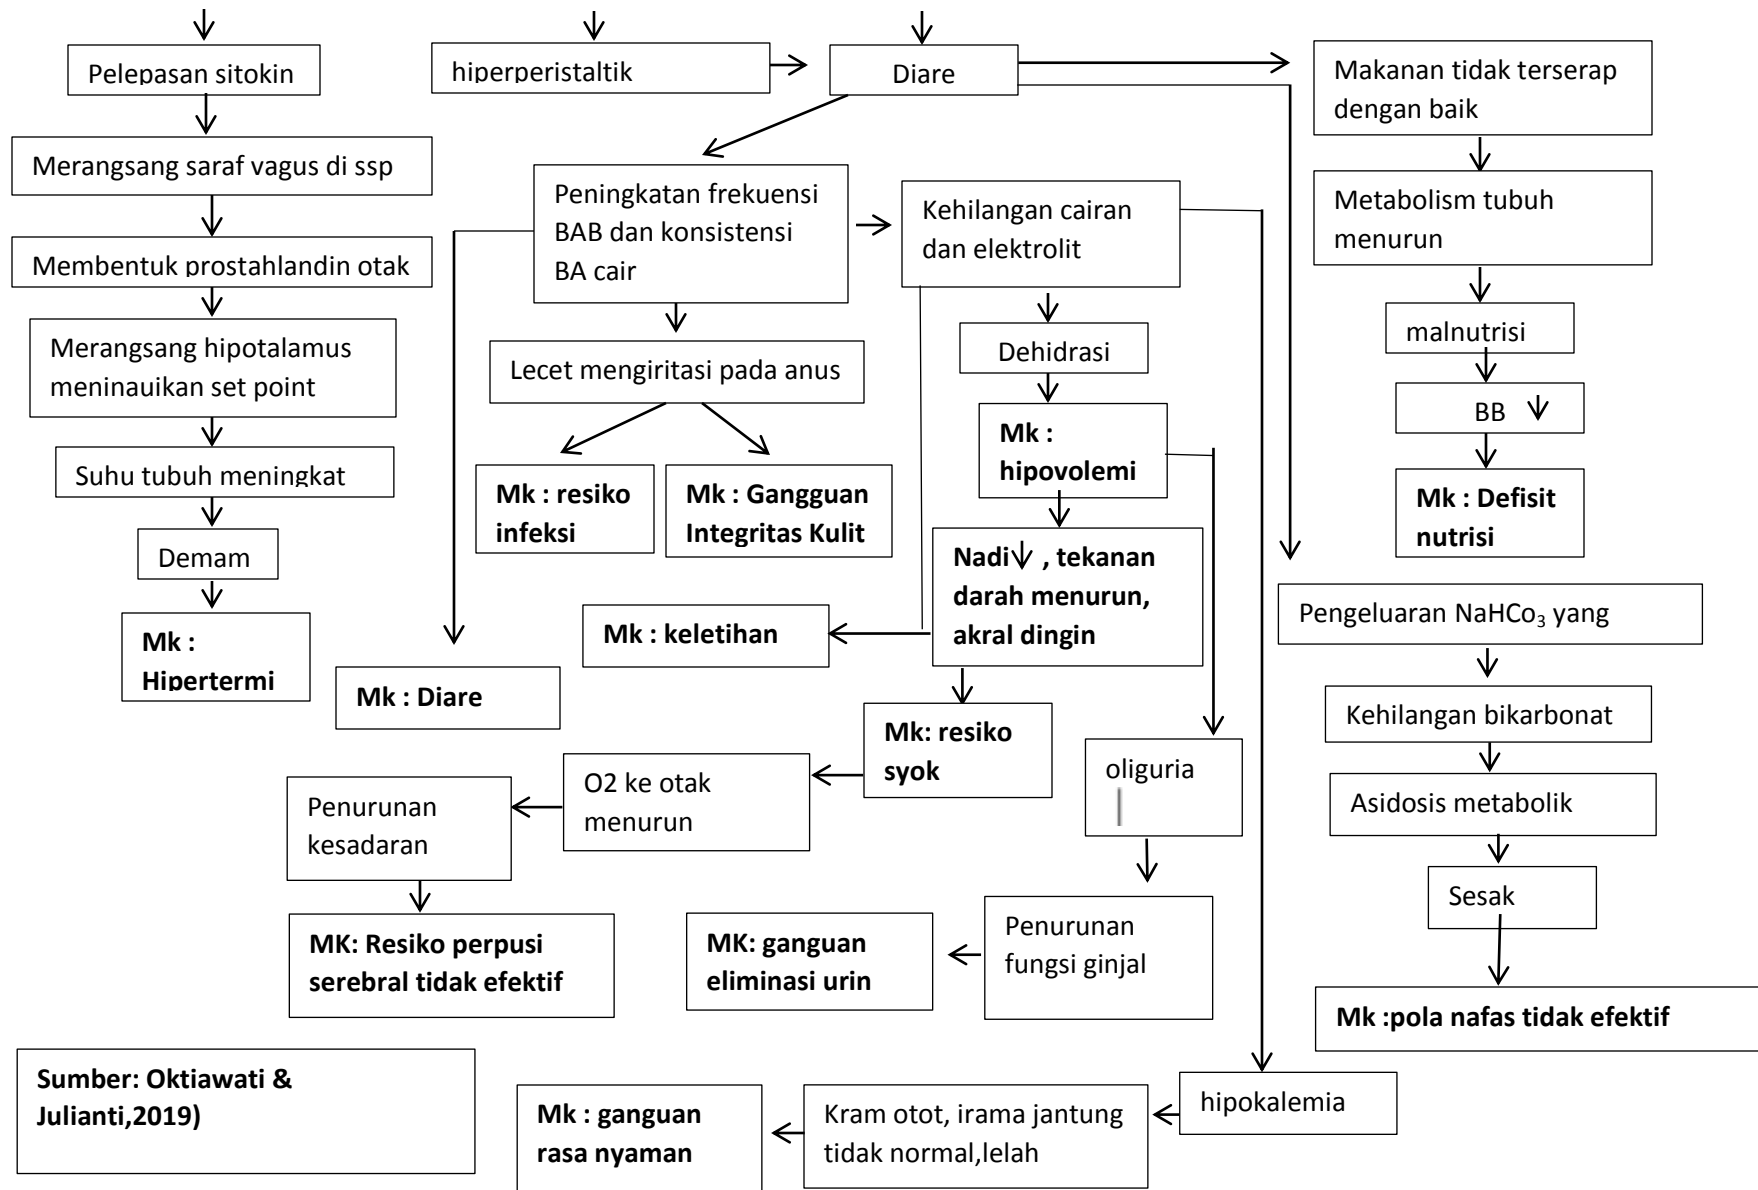 Pelepasan sitokin
Merangsang saraf vagus di ssp
Membentuk prostahlandin otak
Merangsang hipotalamus
meninauikan set point
Suhu tubuh meningkat
Demam
Mk :
Hipertermi
hiperperistaltik
Diare
Peningkatan frekuensi
BAB dan konsistensi
BA cair
Lecet mengiritasi pada anus
Mk : resiko
infeksi
Mk : Gangguan
Integritas Kulit
Mk : Diare
Kehilangan cairan
dan elektrolit
Dehidrasi
Mk :
hipovolemi
Nadi↓ , tekanan
darah menurun,
akral dingin
Mk : keletihan
Mk: resiko
syok
O2 ke otak
menurun
Penurunan
kesadaran
MK: Resiko perpusi
serebral tidak efektif
oliguria
Penurunan
fungsi ginjal
MK: ganguan
eliminasi urin
Makanan tidak terserap
dengan baik
Metabolism tubuh
menurun
malnutrisi
BB ↓
Mk : Defisit
nutrisi
Pengeluaran NaHCo₃ yang
Kehilangan bikarbonat
Asidosis metabolik
Sesak
Mk :pola nafas tidak efektif
hipokalemia
Kram otot, irama jantung
tidak normal,lelah
Mk : ganguan
rasa nyaman
Sumber: Oktiawati &
Julianti,2019)